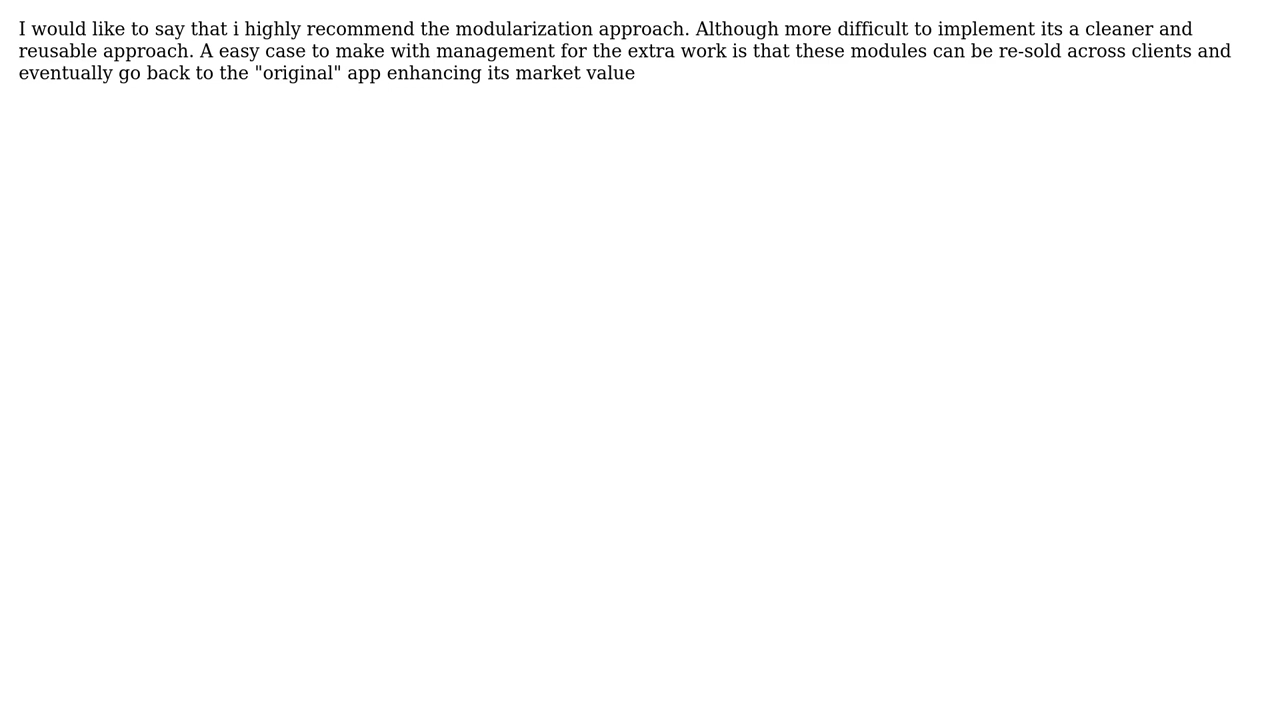 I would like to say that i highly recommend the modularization approach. Although more difficult to implement its a cleaner and
reusable approach. A easy case to make with management for the extra work is that these modules can be re-sold across clients and
eventually go back to the "original" app enhancing its market value